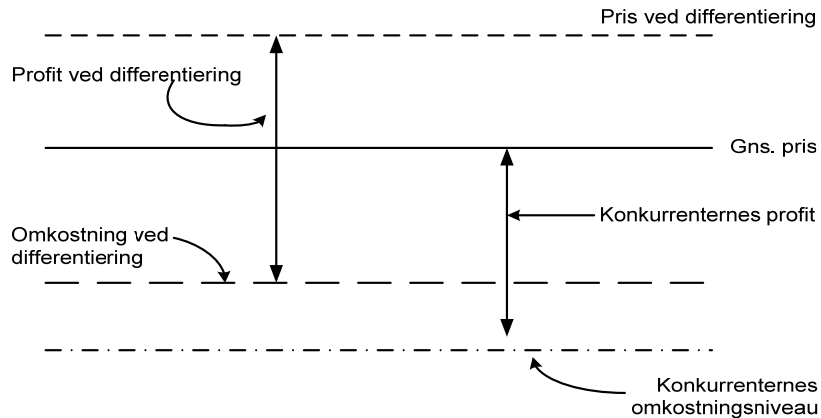 Pris ved differentiering
Profit ved differentiering
Gns. pris
Konkurrenternes profit
Omkostning ved
differentiering
Konkurrenternes
omkostningsniveau